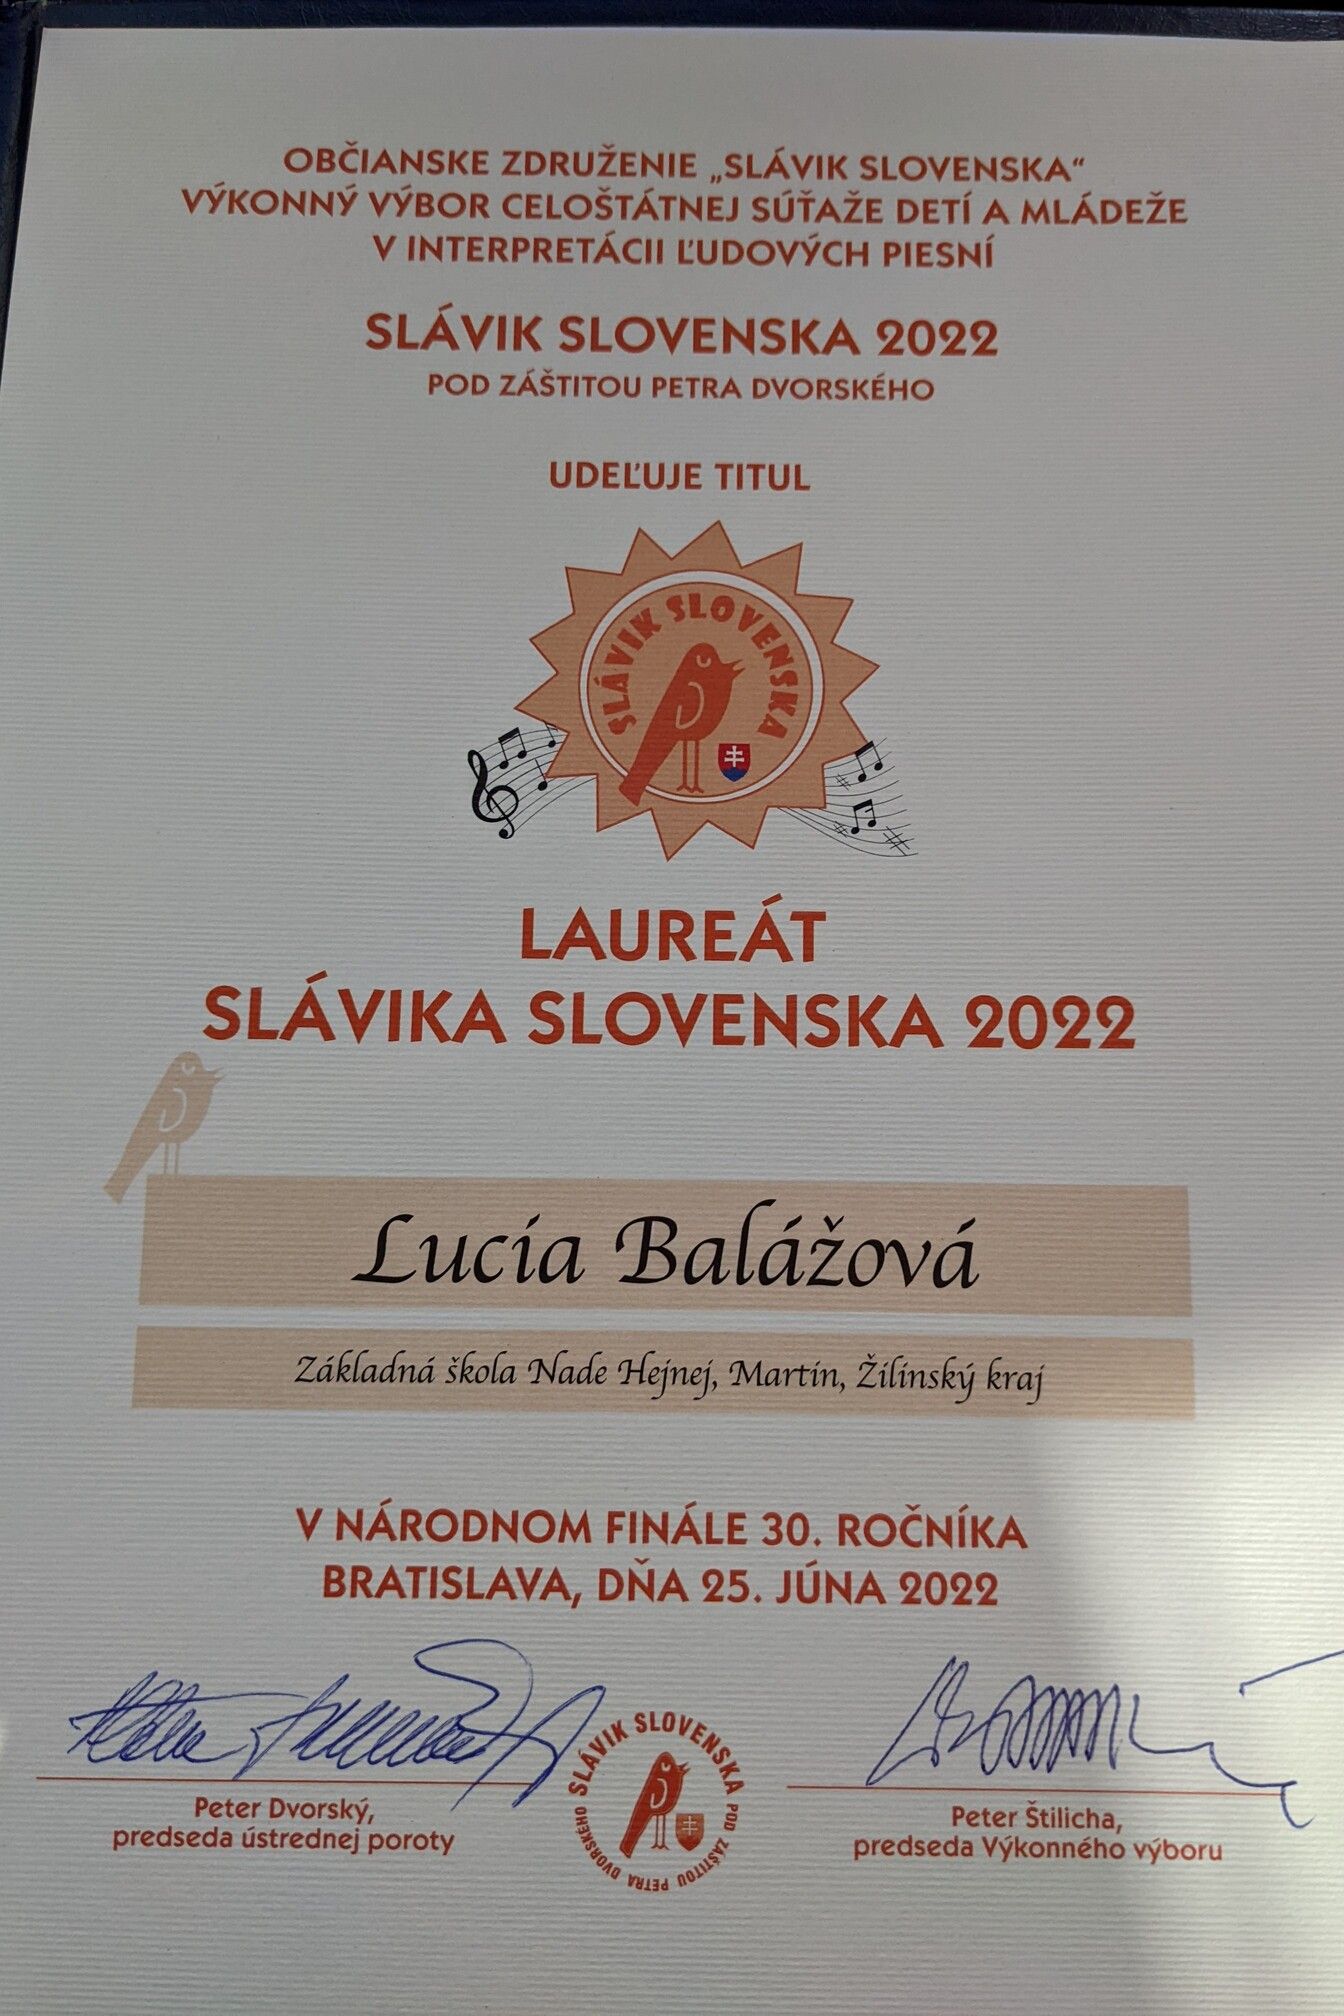 OBČIANSKE ZDRUŽENIE „SLÁVIK SLOVENSKA“
VÝKONNÝ VÝBOR CELOŠTÁTNEJ SÚŤAŽE DETÍ A MLÁDEŽE
V INTERPRETÁCII ĽUDOVÝCH PIESNÍ
SLÁVIK SLOVENSKA 2022
POD ZÁŠTITOU PETRA DVORSKÉHO
UDEĽUJE TITUL
SLÁVIK SLOVENSKA
LAUREÁT
SLÁVIKA SLOVENSKA 2022
Lucia Balážová
Základná škola Nade Hejnej, Martin, Žilinský kraj
V NÁRODNOM FINÁLE 30. ROČNÍKA
BRATISLAVA, DŇA 25. JÚNA 2022
Peter Dvorský,
predseda ústrednej poroty
SLÁVIK SLOVENSKA POD ZÁŠTITOU PETRA DVORSKÉHO
Peter Štilicha,
predseda Výkonného výboru